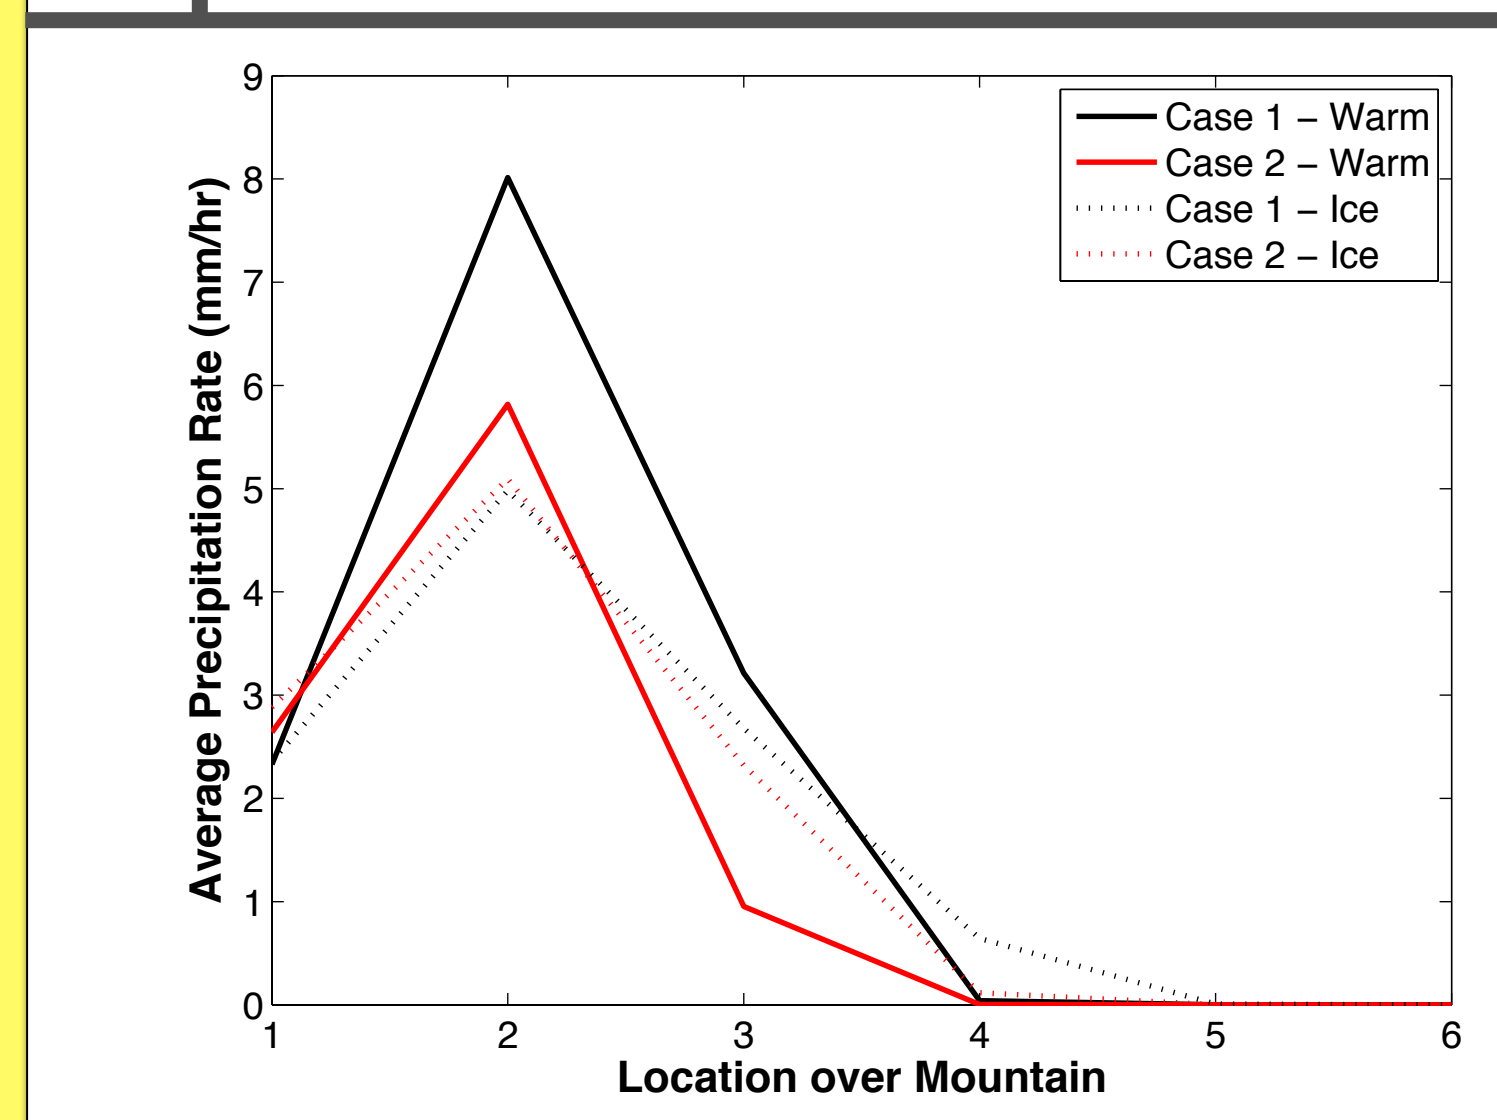 9
8
7
6
5
4
3
2
1
0
Average Precipitation Rate (mm/hr)
Case 1 – Warm
Case 2 – Warm
Case 1 – Ice
Case 2 – Ice
1 2 3 4 5 6
Location over Mountain